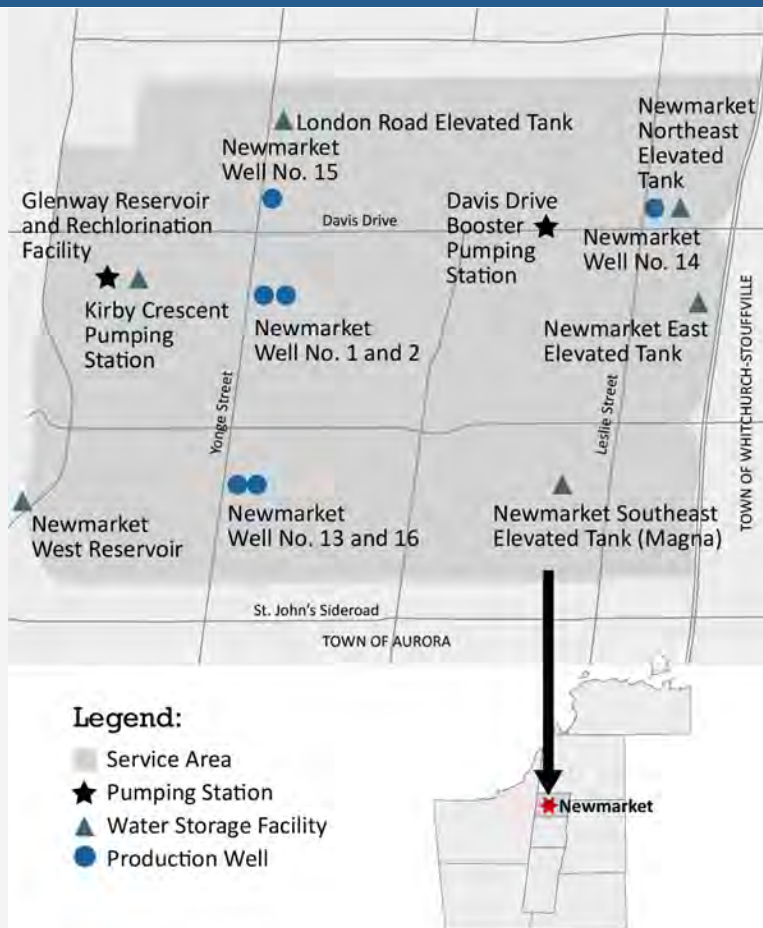 London Road Elevated Tank
Newmarket
Well No. 15
Newmarket
Northeast
Elevated
Tank
Glenway Reservoir
and Rechlorination
Facility
Davis Drive
Davis Drive
Booster
Pumping
Station
Newmarket
Well No. 14
Kirby Crescent
Pumping
Station
Newmarket
Well No. 1 and 2
Newmarket East
Elevated Tank
Yonge Street
Leslie Street
TOWN OF WHITCHURCH-STOUFFVILLE
Newmarket
West Reservoir
Newmarket
Well No. 13 and 16
Newmarket Southeast
Elevated Tank (Magna)
St. John's Sideroad
TOWN OF AURORA
Legend:
Service Area
Pumping Station
Water Storage Facility
Production Well
Newmarket